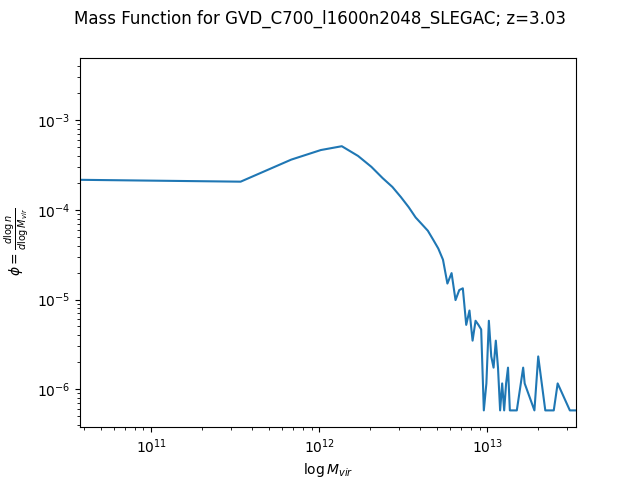 Mass Function for GVD_C700_l1600n2048_SLEGAC; z=3.03
10⁻³
10⁻⁴
10⁻⁵
10⁻⁶
ϕ = d log n / d log M_vir
10¹¹
10¹²
10¹³
log M_vir